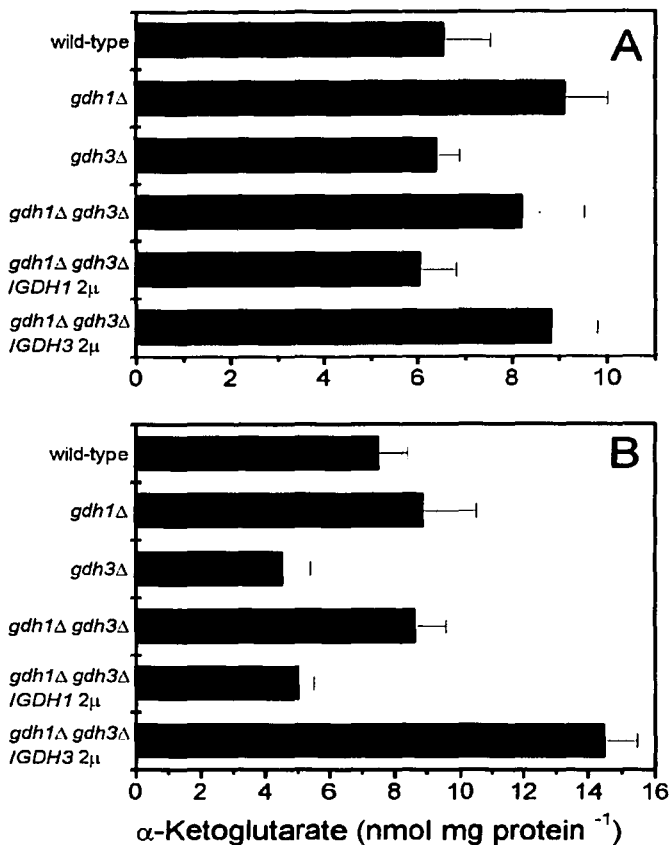 A
wild-type
gdh1Δ
gdh3Δ
gdh1Δ gdh3Δ
gdh1Δ gdh3Δ
/GDH1 2μ
gdh1Δ gdh3Δ
/GDH3 2μ
0 2 4 6 8 10
B
wild-type
gdh1Δ
gdh3Δ
gdh1Δ gdh3Δ
gdh1Δ gdh3Δ
/GDH1 2μ
gdh1Δ gdh3Δ
/GDH3 2μ
0 2 4 6 8 10 12 14 16
α-Ketoglutarate (nmol mg protein ⁻¹)